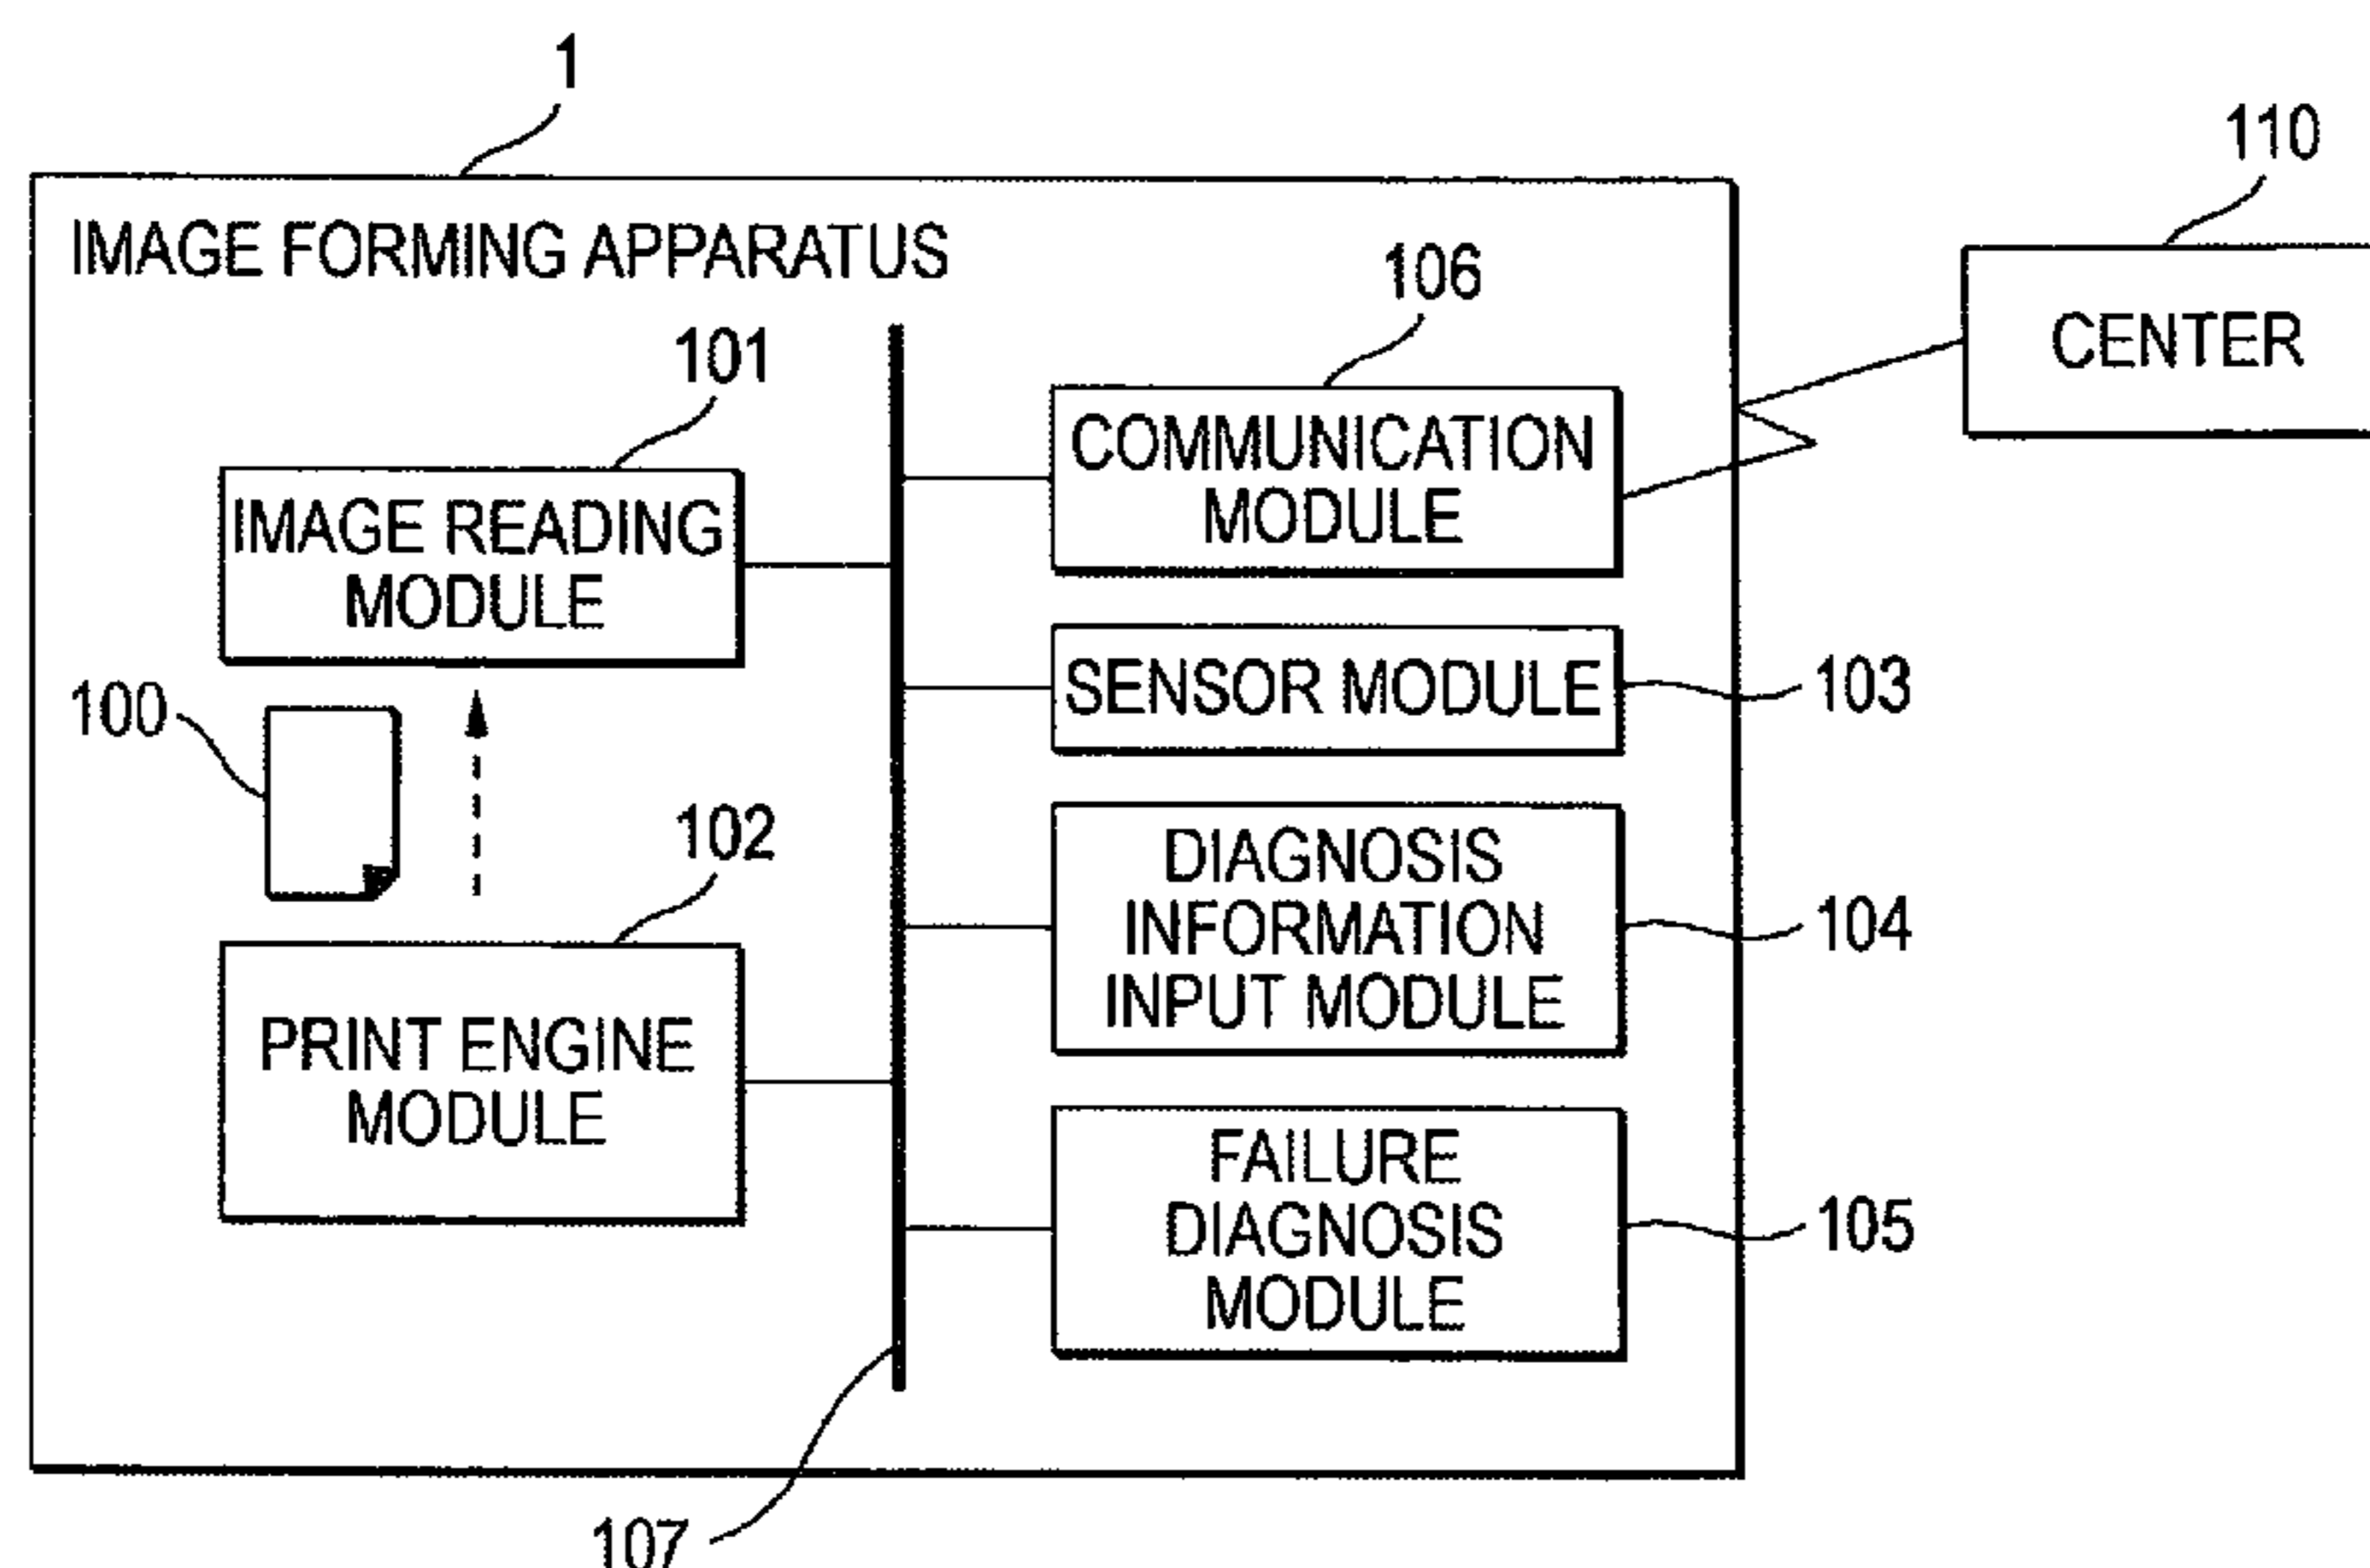 1
110
IMAGE FORMING APPARATUS
106
101
CENTER
COMMUNICATION
MODULE
IMAGE READING
MODULE
SENSOR MODULE
103
100
102
DIAGNOSIS
INFORMATION
INPUT MODULE
104
PRINT ENGINE
MODULE
FAILURE
DIAGNOSIS
MODULE
105
107